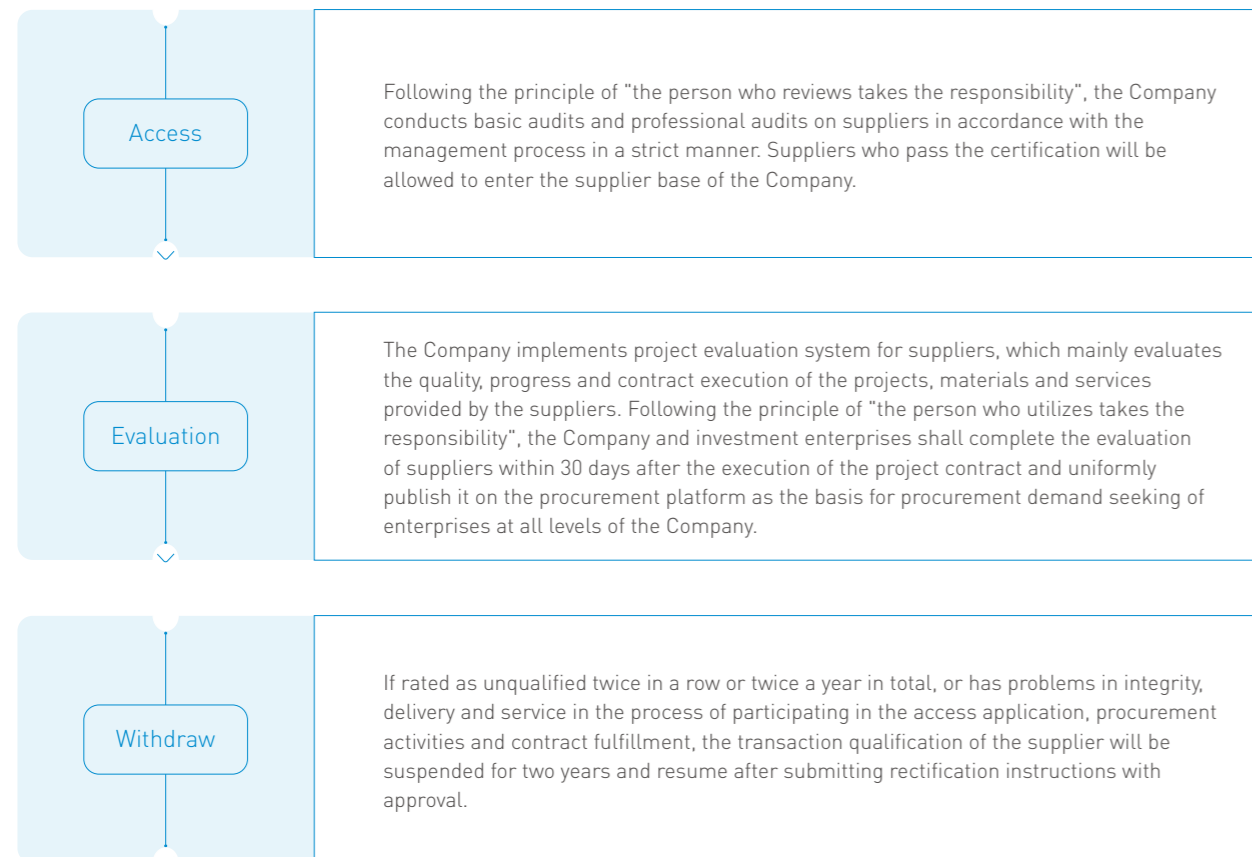 Access
Following the principle of "the person who reviews takes the responsibility", the Company
conducts basic audits and professional audits on suppliers in accordance with the
management process in a strict manner. Suppliers who pass the certification will be
allowed to enter the supplier base of the Company.
Evaluation
The Company implements project evaluation system for suppliers, which mainly evaluates
the quality, progress and contract execution of the projects, materials and services
provided by the suppliers. Following the principle of "the person who utilizes takes the
responsibility", the Company and investment enterprises shall complete the evaluation
of suppliers within 30 days after the execution of the project contract and uniformly
publish it on the procurement platform as the basis for procurement demand seeking of
enterprises at all levels of the Company.
Withdraw
If rated as unqualified twice in a row or twice a year in total, or has problems in integrity,
delivery and service in the process of participating in the access application, procurement
activities and contract fulfillment, the transaction qualification of the supplier will be
suspended for two years and resume after submitting rectification instructions with
approval.